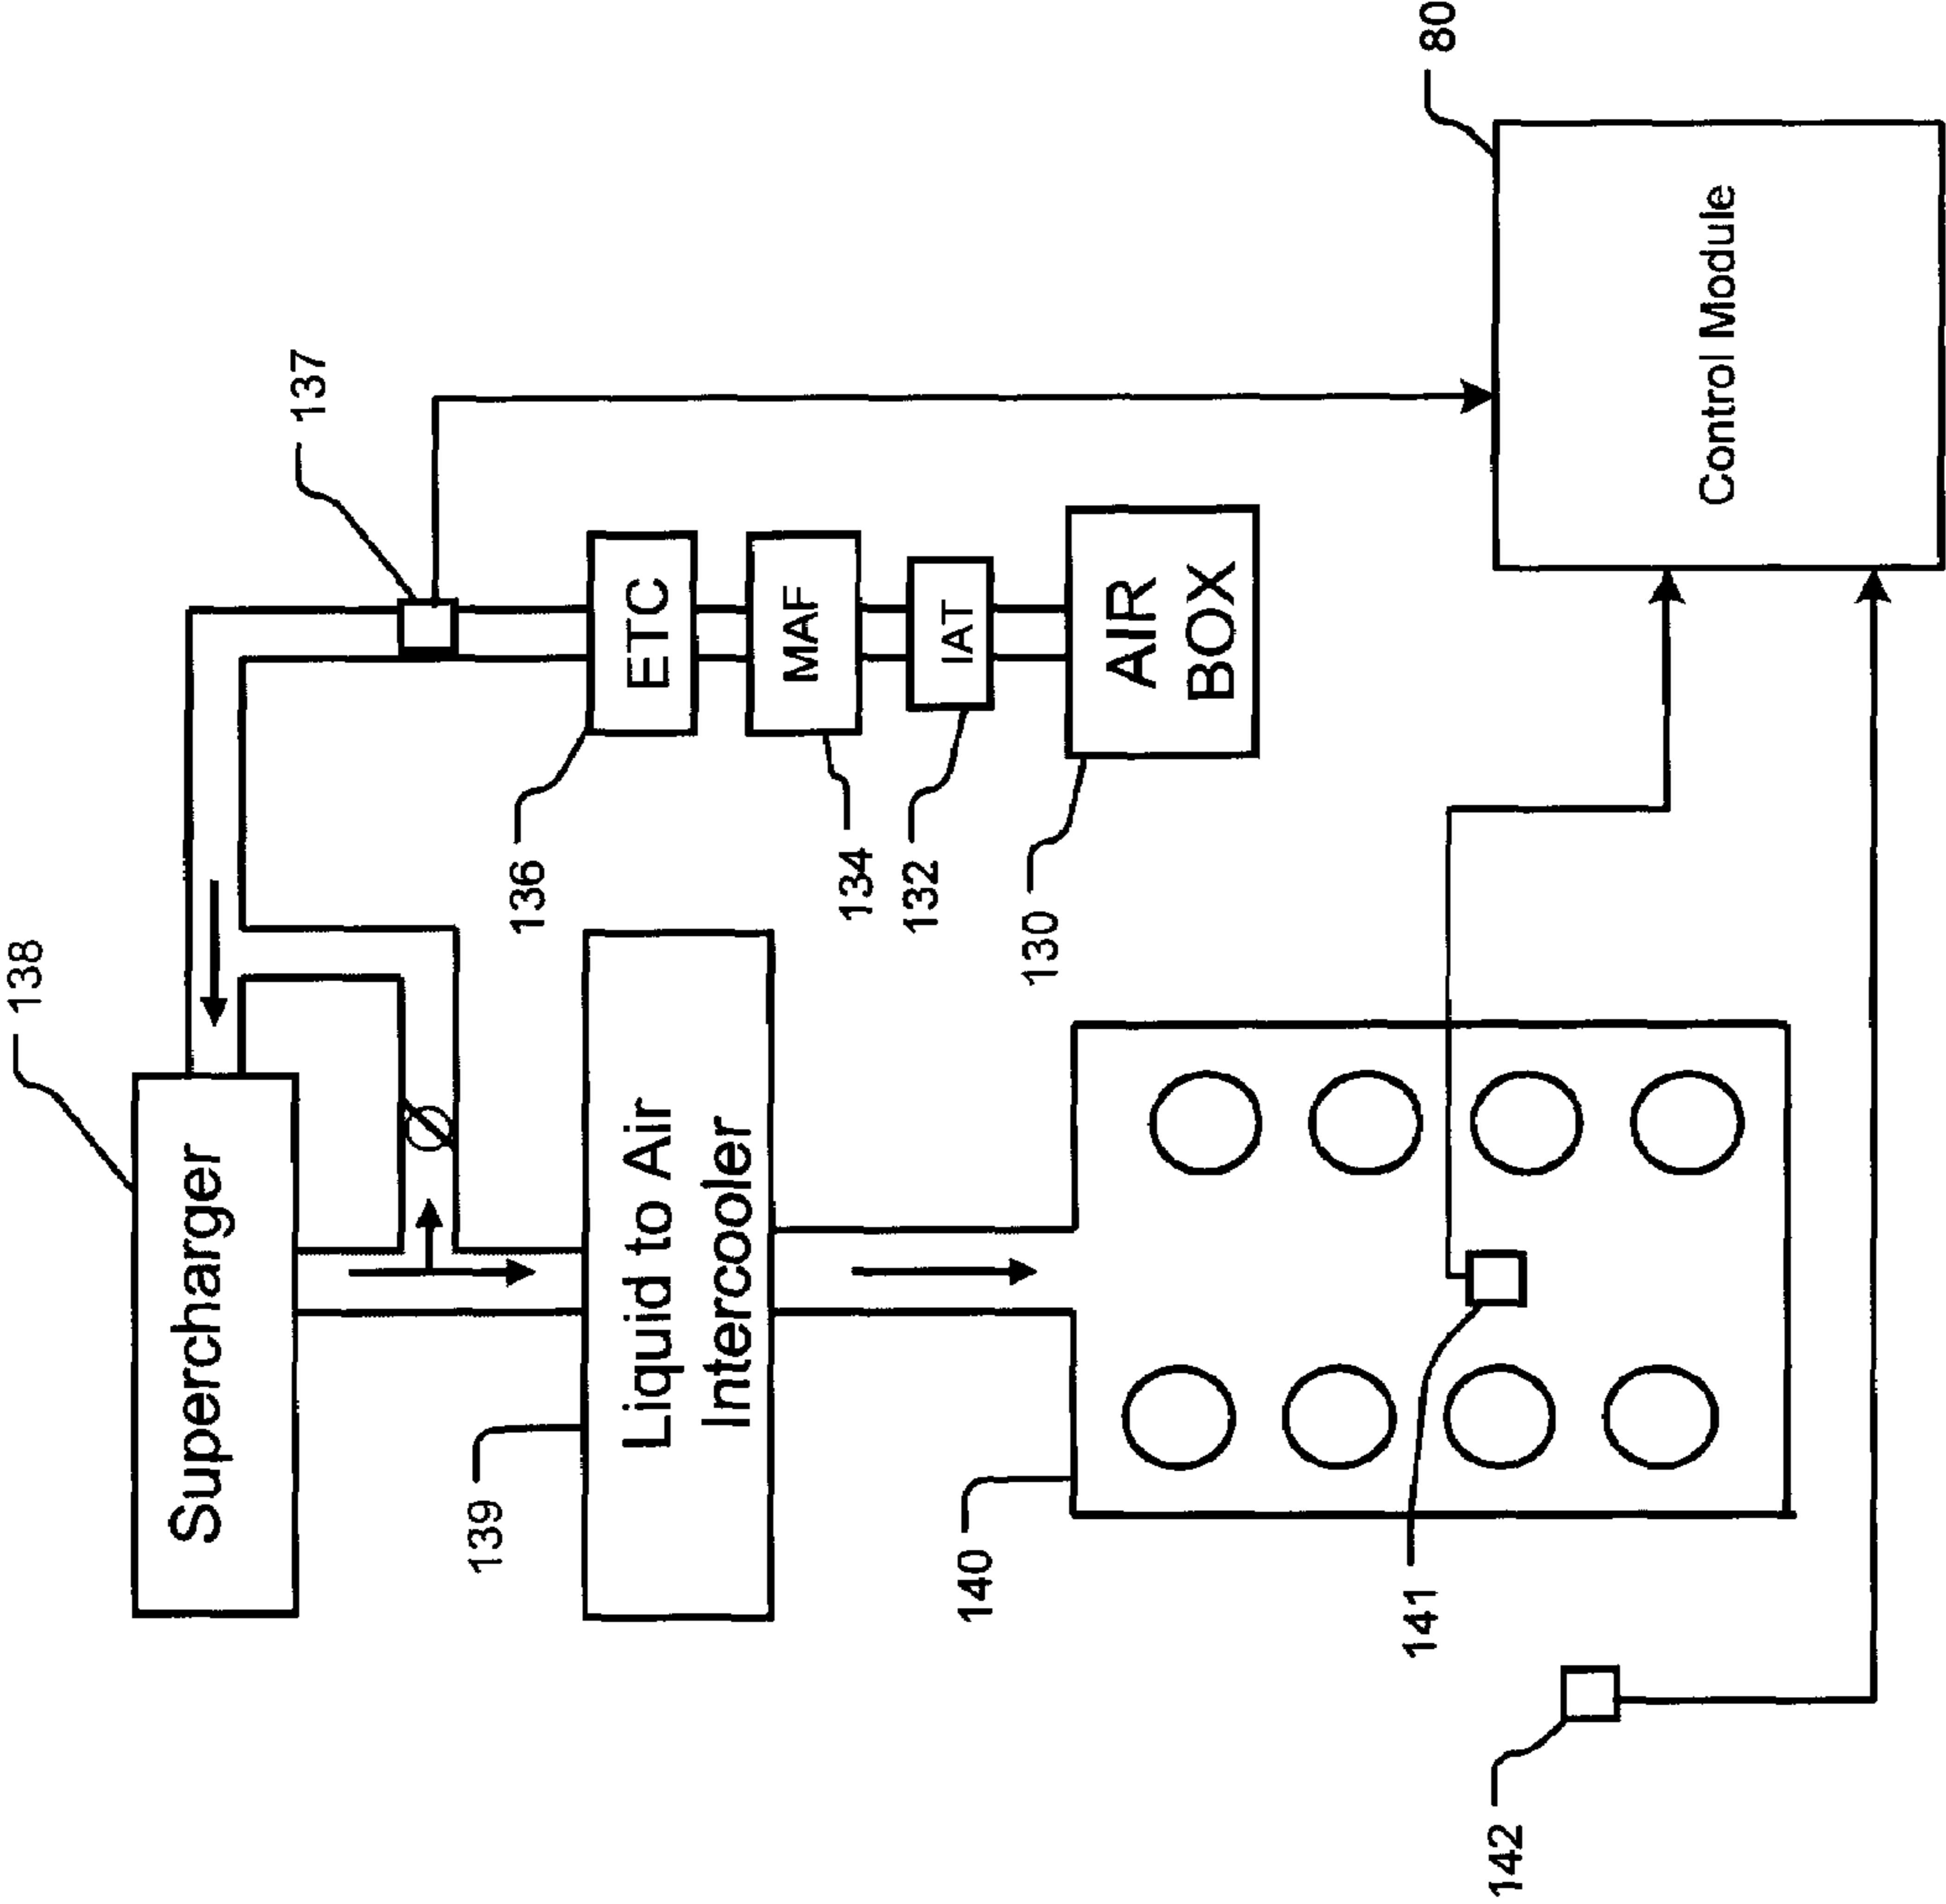 138
Supercharger
137
139
Liquid to Air
Intercooler
136
ETC
134
MAF
132
IAT
130
AIR
BOX
140
141
142
80
Control Module